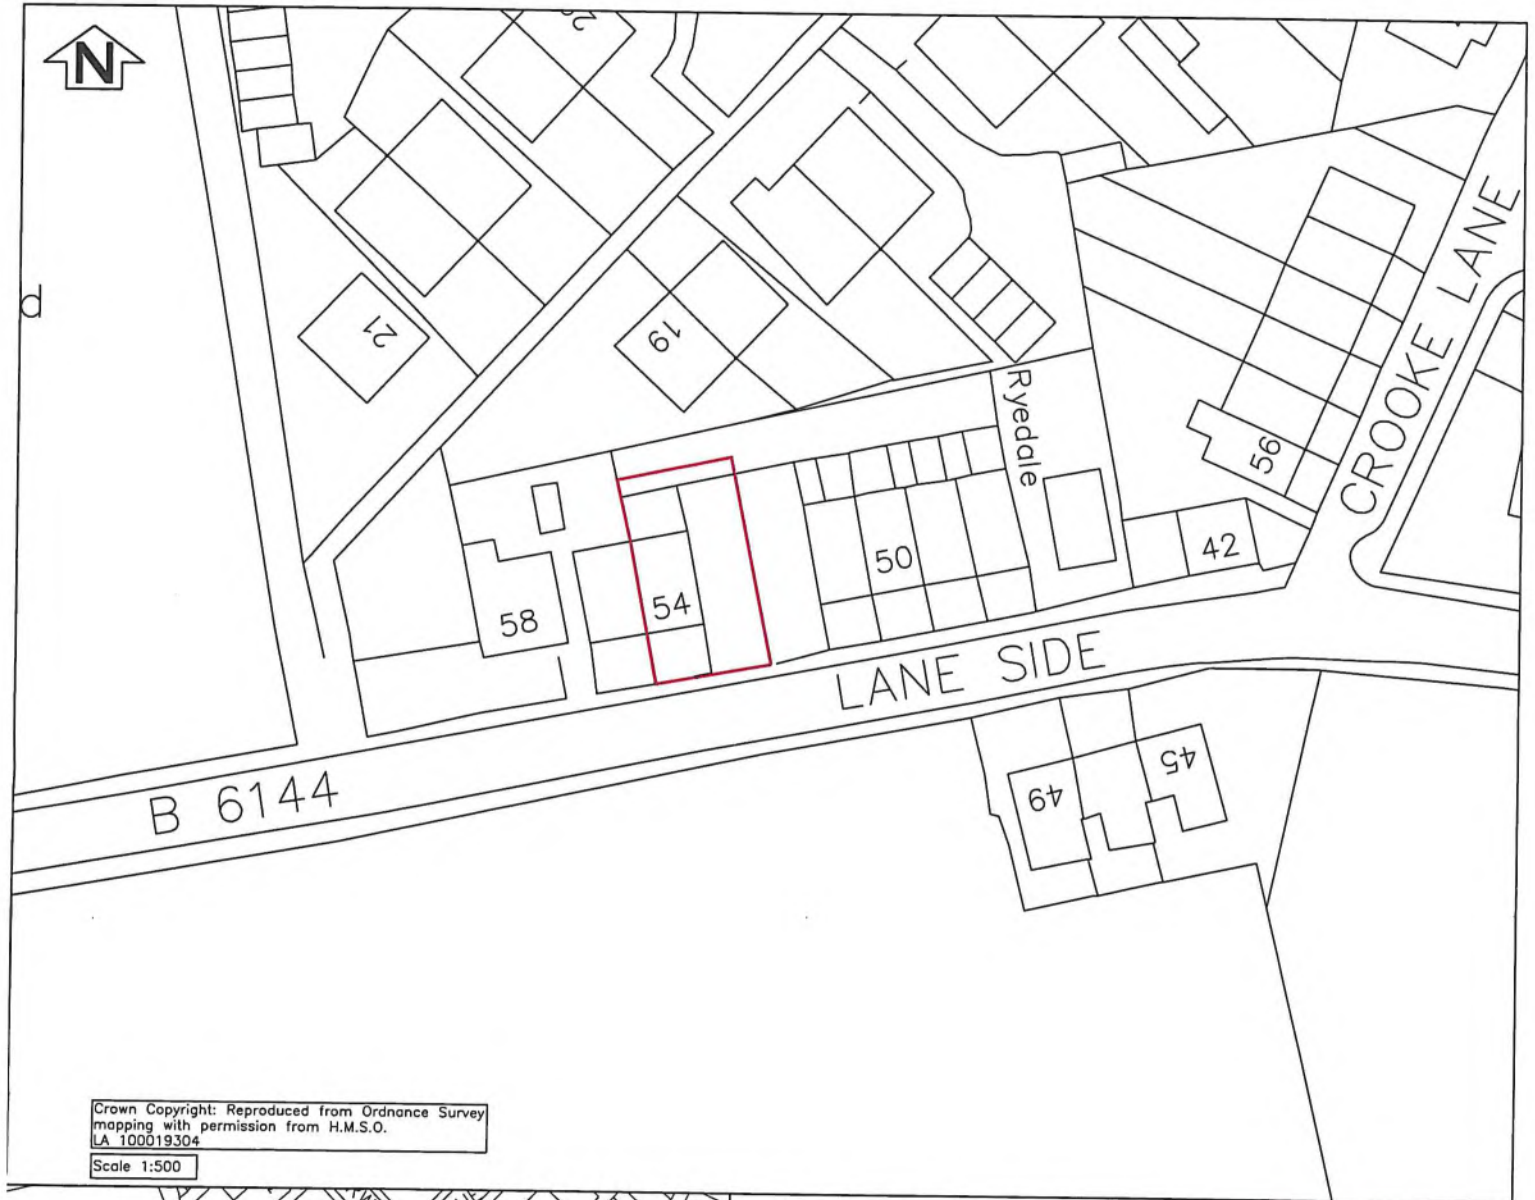 N
d
21
19
Ryedale
56
CROOKE LANE
50
42
54
58
LANE SIDE
B 6144
49
45
Crown Copyright: Reproduced from Ordnance Survey
mapping with permission from H.M.S.O.
LA 100019304
Scale 1:500